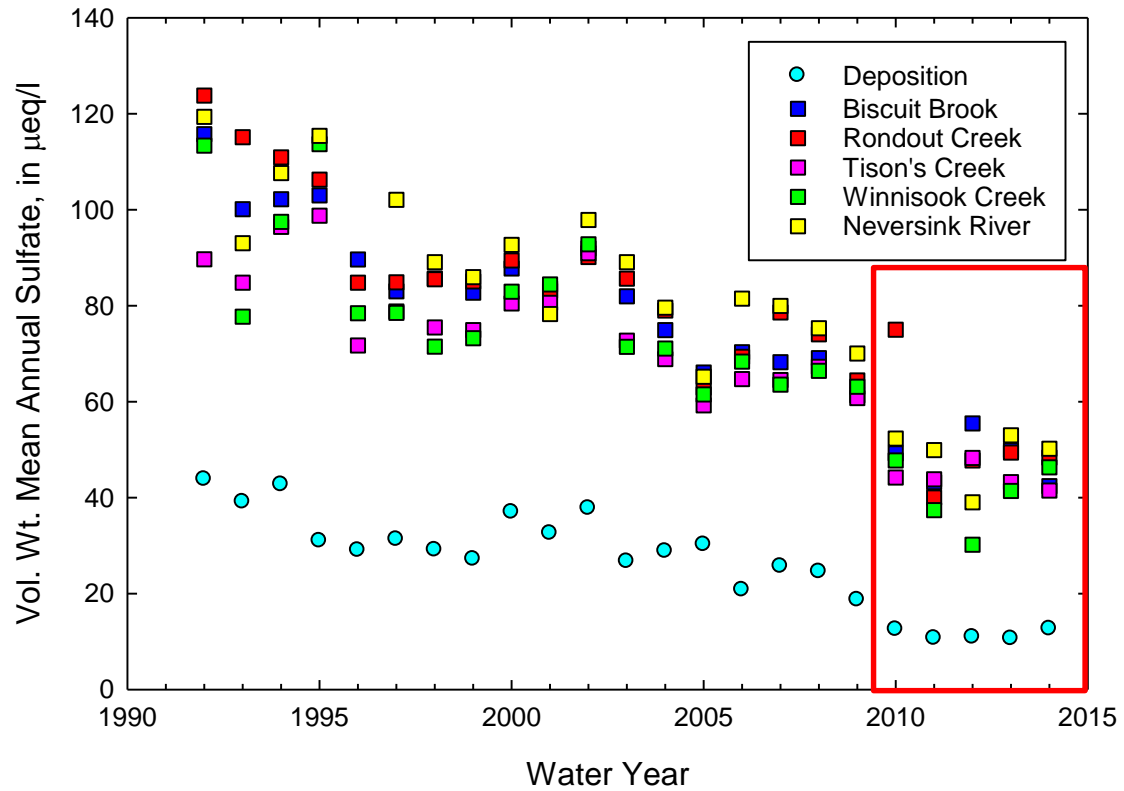 140
120
100
80
60
40
20
0
Vol. Wt. Mean Annual Sulfate, in μeq/l
Deposition
Biscuit Brook
Rondout Creek
Tison's Creek
Winnisook Creek
Neversink River
1990 1995 2000 2005 2010 2015
Water Year